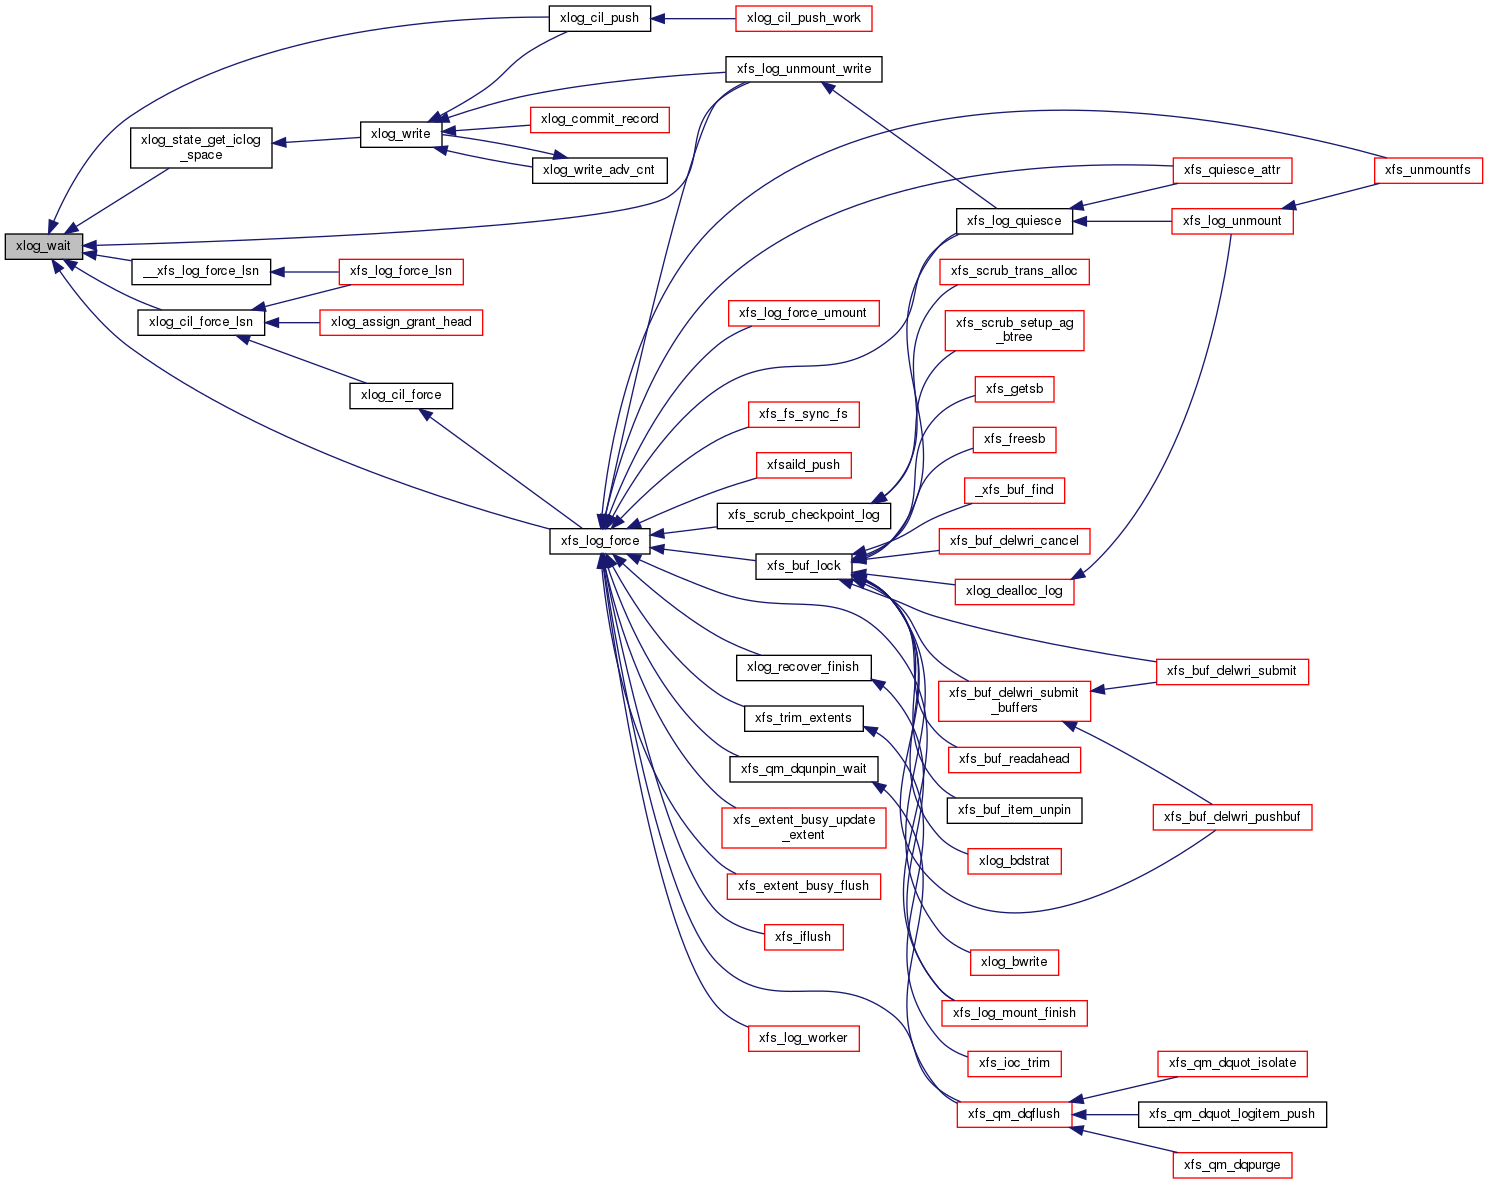 xlog_cil_push
xlog_cil_push_work
xfs_log_unmount_write
xlog_commit_record
xlog_write
xlog_state_get_iclog
_space
xlog_write_adv_cnt
xfs_quiesce_attr
xfs_unmountfs
xfs_log_quiesce
xfs_log_unmount
xlog_wait
__xfs_log_force_lsn
xfs_log_force_lsn
xfs_scrub_trans_alloc
xlog_cil_force_lsn
xlog_assign_grant_head
xfs_log_force_umount
xfs_scrub_setup_ag
_btree
xlog_cil_force
xfs_getsb
xfs_fs_sync_fs
xfs_freesb
xfsaild_push
_xfs_buf_find
xfs_scrub_checkpoint_log
xfs_log_force
xfs_buf_delwri_cancel
xfs_buf_lock
xlog_dealloc_log
xlog_recover_finish
xfs_buf_delwri_submit
xfs_buf_delwri_submit
_buffers
xfs_trim_extents
xfs_buf_readahead
xfs_qm_dqunpin_wait
xfs_buf_item_unpin
xfs_buf_delwri_pushbuf
xfs_extent_busy_update
_extent
xlog_bdstrat
xfs_extent_busy_flush
xfs_iflush
xlog_bwrite
xfs_log_mount_finish
xfs_log_worker
xfs_ioc_trim
xfs_qm_dquot_isolate
xfs_qm_dqflush
xfs_qm_dquot_logitem_push
xfs_qm_dqpurge